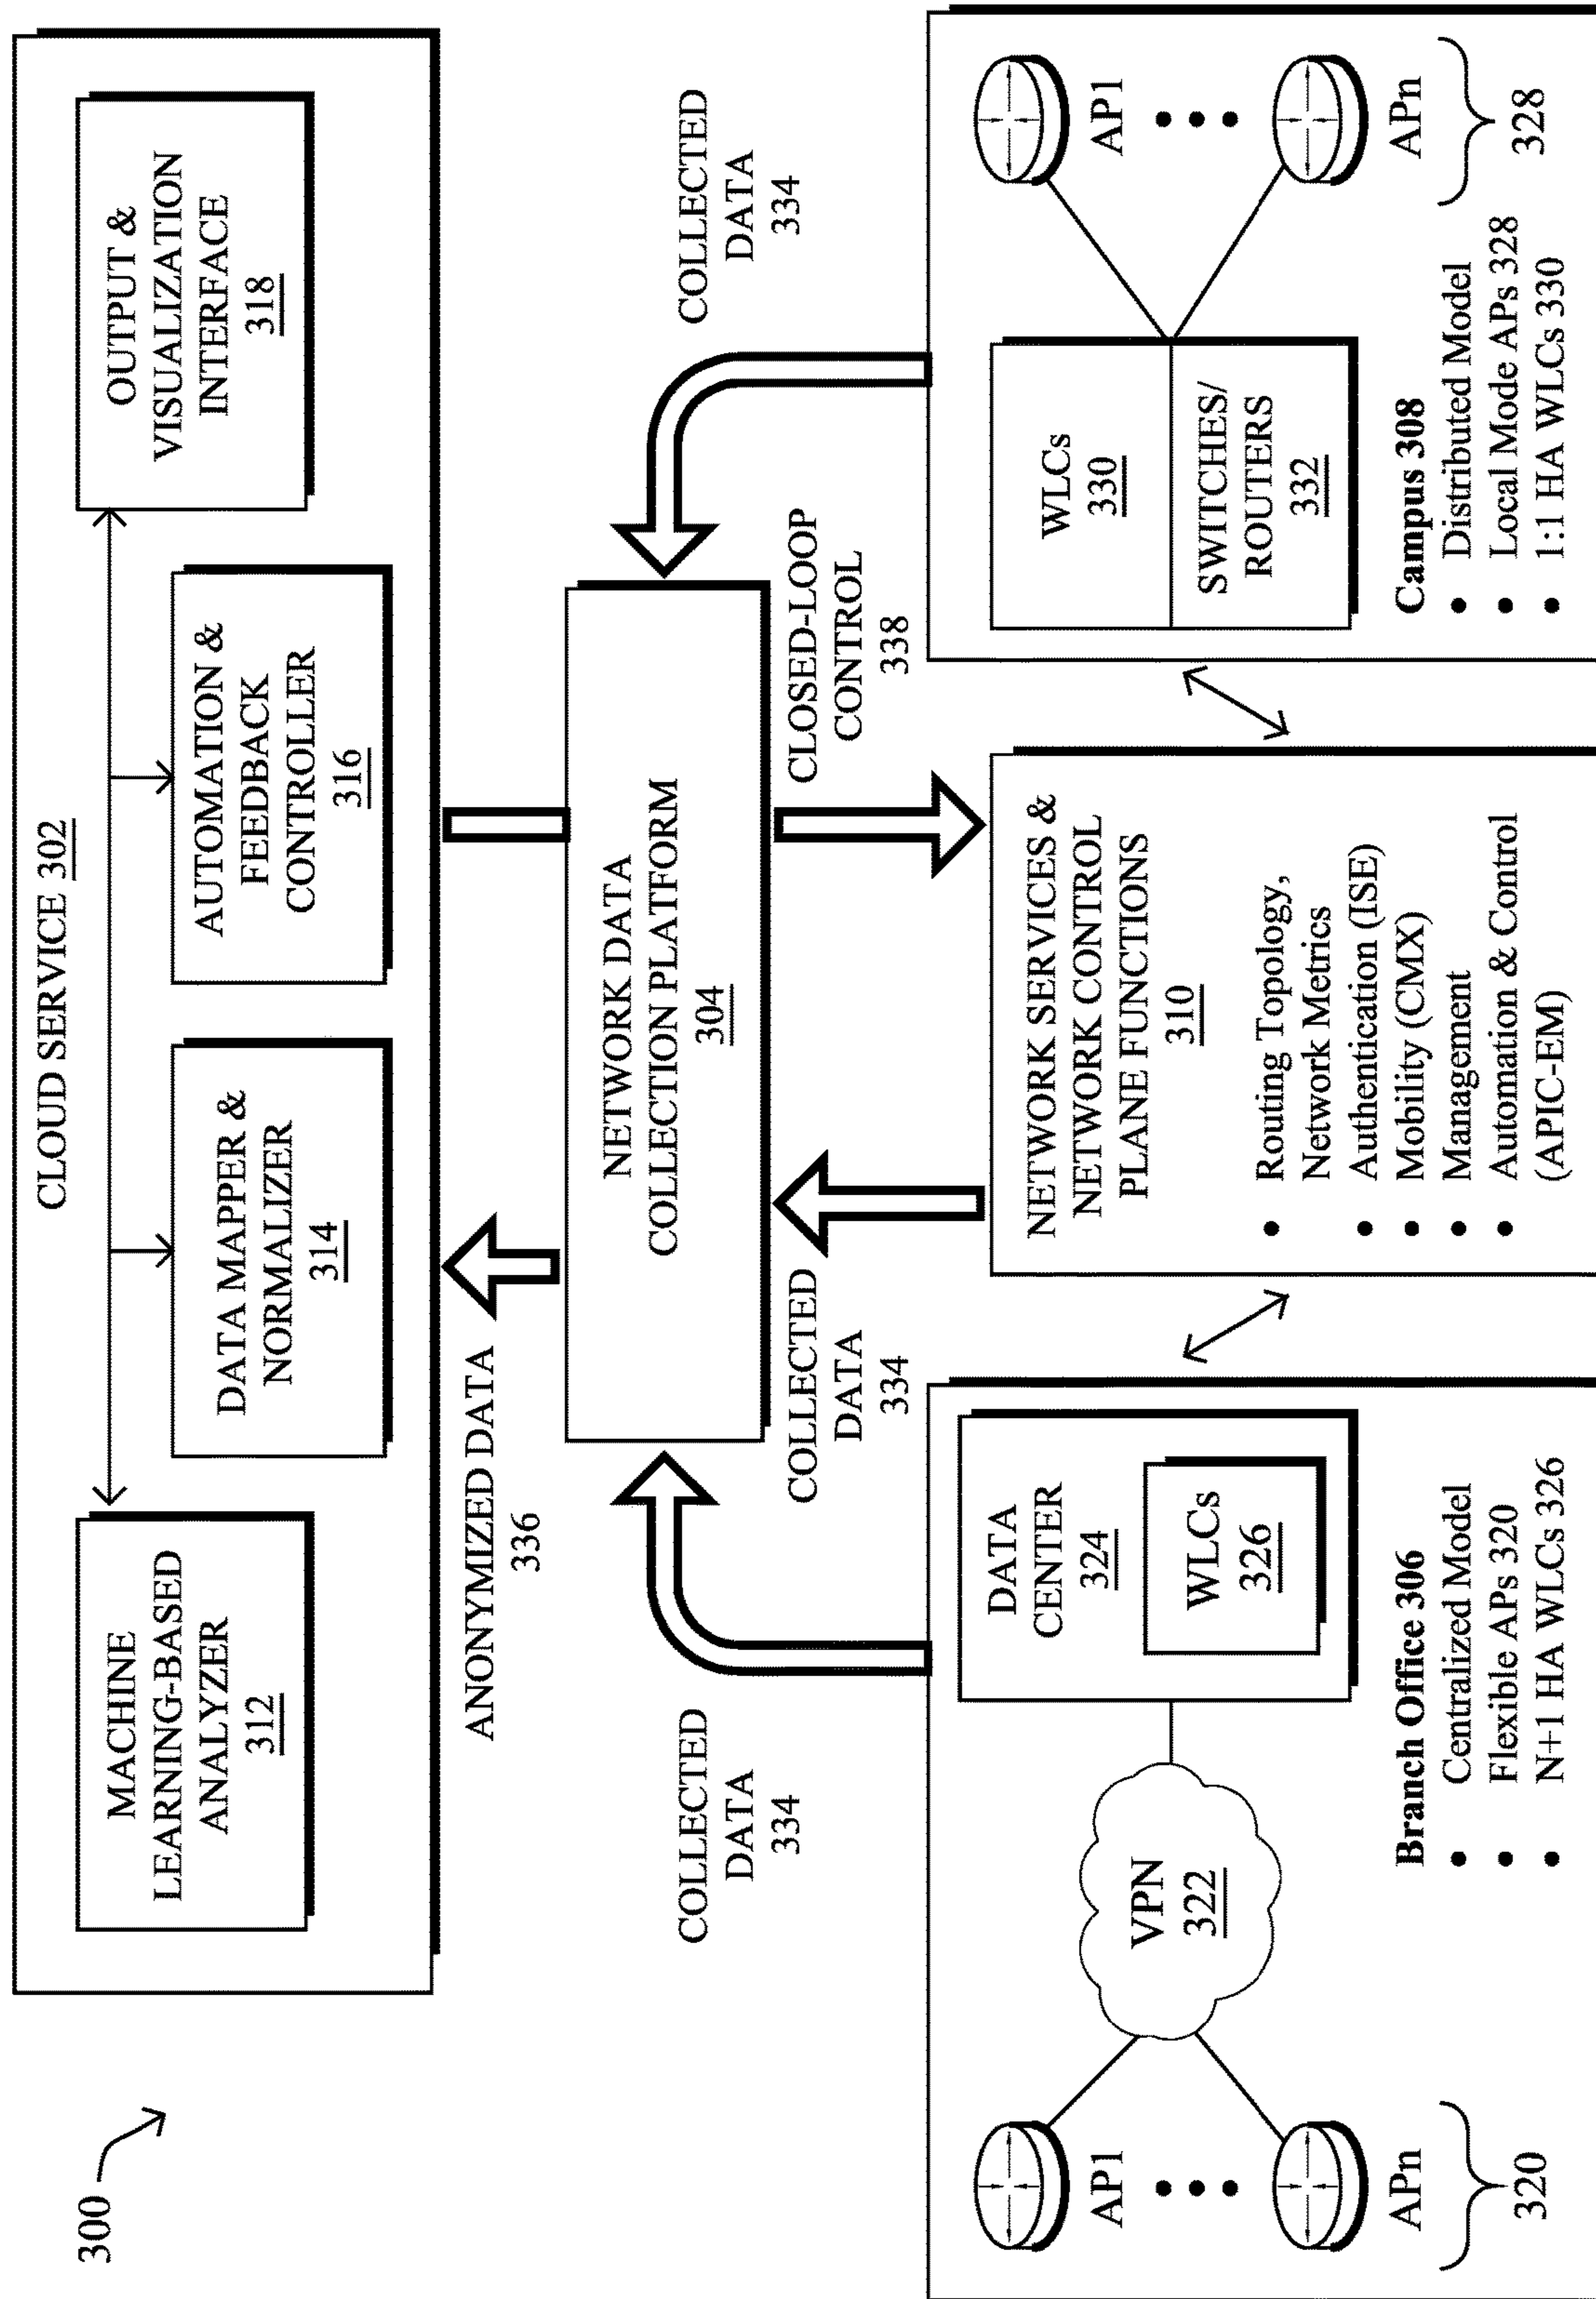 300
CLOUD SERVICE 302
MACHINE
LEARNING-BASED
ANALYZER
312
DATA MAPPER &
NORMALIZER
314
AUTOMATION &
FEEDBACK
CONTROLLER
316
OUTPUT &
VISUALIZATION
INTERFACE
318
ANONYMIZED DATA
336
NETWORK DATA
COLLECTION PLATFORM
304
COLLECTED
DATA
334
COLLECTED
DATA
334
COLLECTED
DATA
334
CLOSED-LOOP
CONTROL
338
AP1
APn
320
VPN
322
DATA
CENTER
324
WLCs
326
Branch Office 306
• Centralized Model
• Flexible APs 320
• N+1 HA WLCs 326
NETWORK SERVICES &
NETWORK CONTROL
PLANE FUNCTIONS
310
• Routing Topology,
Network Metrics
• Authentication (ISE)
• Mobility (CMX)
• Management
• Automation & Control
(APIC-EM)
WLCs
330
SWITCHES/
ROUTERS
332
AP1
APn
328
Campus 308
• Distributed Model
• Local Mode APs 328
• 1:1 HA WLCs 330